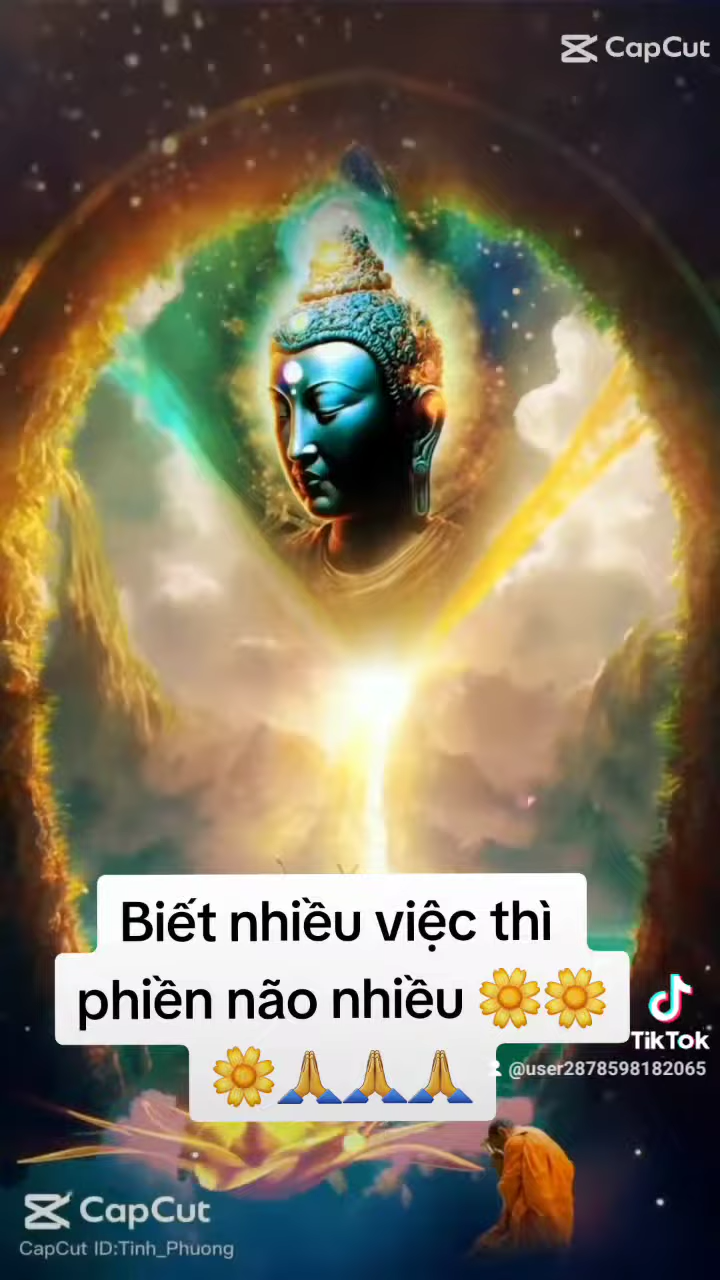 CapCut
Biết nhiều việc thì
phiền não nhiều 🌼🌼
🌼🙏🙏🙏
TikTok
@user2878598182065
CapCut
CapCut ID:Tinh_Phuong